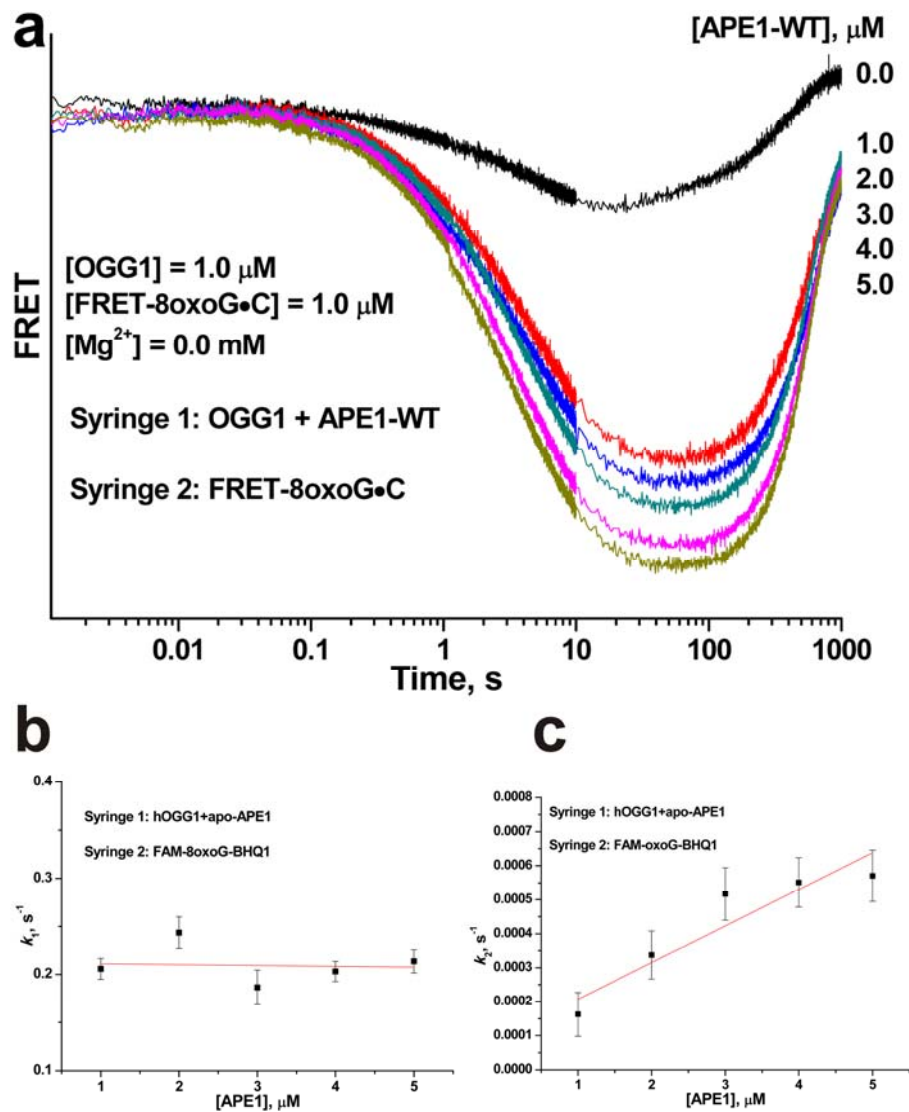 a
[APE1-WT], μM
0.0
1.0
2.0
3.0
4.0
5.0
[OGG1] = 1.0 μM
[FRET-8oxoG•C] = 1.0 μM
[Mg2+] = 0.0 mM
Syringe 1: OGG1 + APE1-WT
Syringe 2: FRET-8oxoG•C
FRET
0.01 0.1 1 10 100 1000
Time, s
b
0.4
0.3
0.2
0.1
k1, s-1
Syringe 1: hOGG1+apo-APE1
Syringe 2: FAM-8oxoG-BHQ1
1 2 3 4 5
[APE1], μM
c
0.0008
0.0007
0.0006
0.0005
0.0004
0.0003
0.0002
0.0001
0.0000
k2, s-1
Syringe 1: hOGG1+apo-APE1
Syringe 2: FAM-oxoG-BHQ1
1 2 3 4 5
[APE1], μM